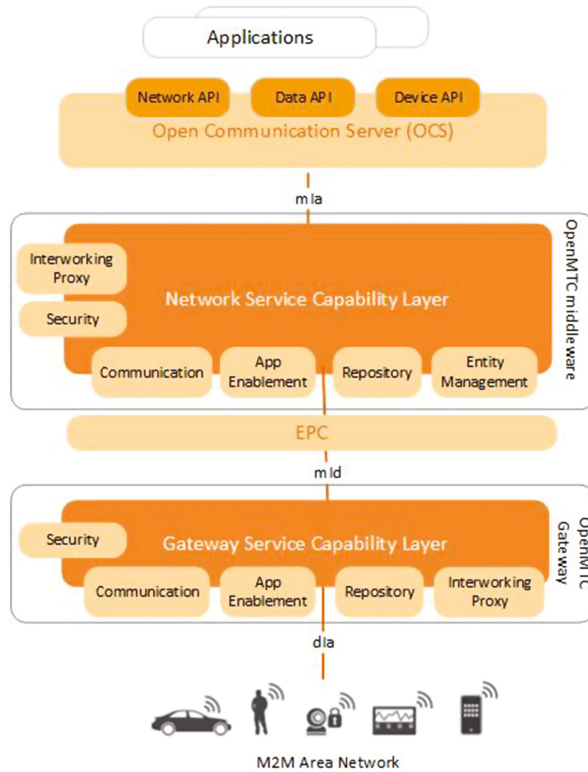 Applications
Network API
Data API
Device API
Open Communication Server (OCS)
mIa
Interworking
Proxy
Security
Network Service Capability Layer
OpenMTC middleware
Communication
App
Enablement
Repository
Entity
Management
EPC
mId
Security
Gateway Service Capability Layer
OpenMTC
Gateway
Communication
App
Enablement
Repository
Interworking
Proxy
dIa
M2M Area Network